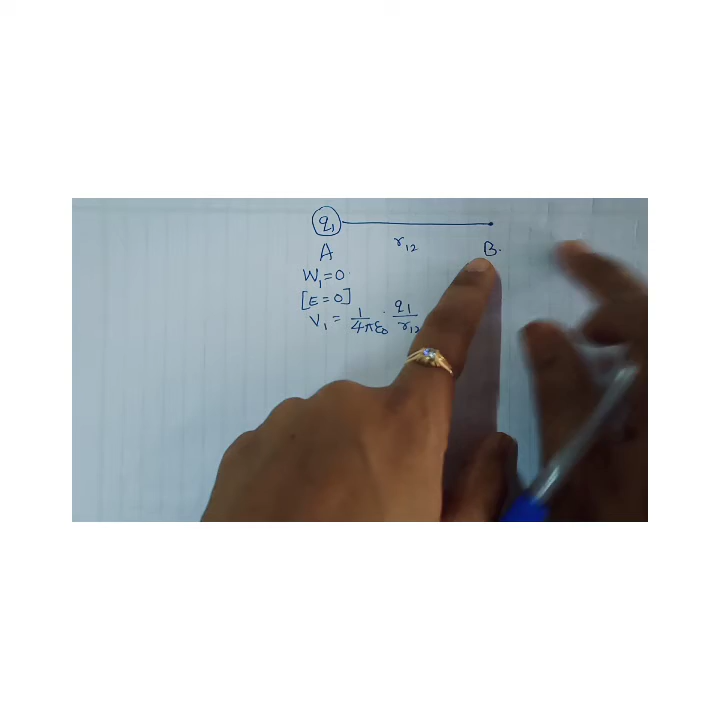 q₁
r₁₂
A B.
W₁ = 0
[E = 0]
V₁ = 1/4πε₀ · q₁/r₁₂